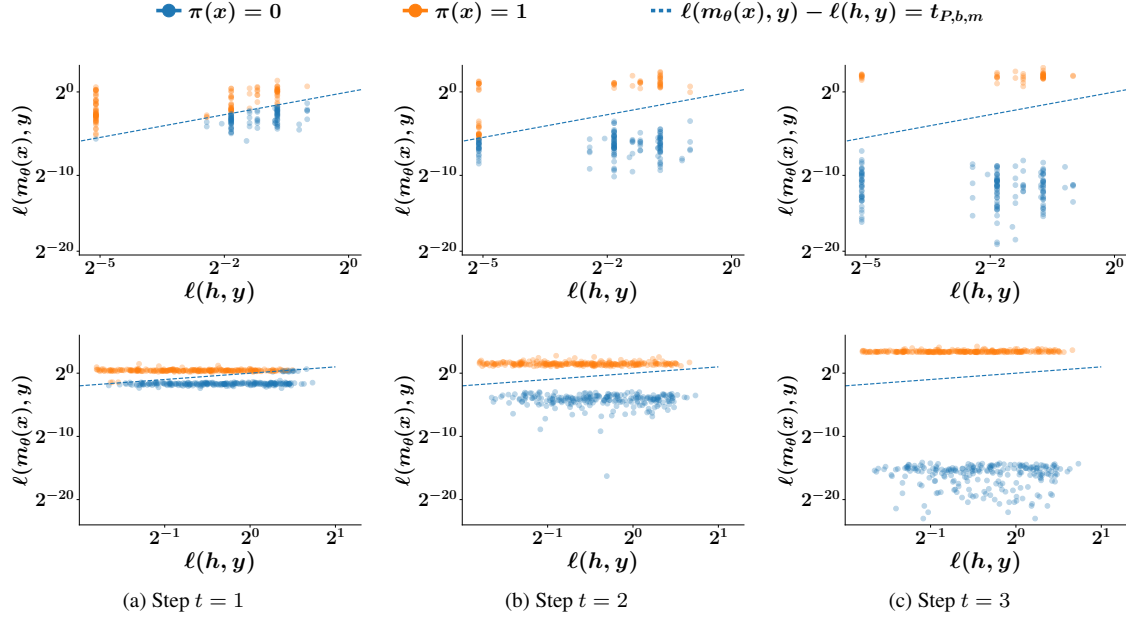 π(x) = 0 π(x) = 1 ℓ(m_θ(x), y) − ℓ(h, y) = t_{P,b,m}
ℓ(m_θ(x), y)
2^0
2^{−10}
2^{−20}
2^{−5} 2^{−2} 2^0
ℓ(h, y)
ℓ(m_θ(x), y)
2^0
2^{−10}
2^{−20}
2^{−5} 2^{−2} 2^0
ℓ(h, y)
ℓ(m_θ(x), y)
2^0
2^{−10}
2^{−20}
2^{−5} 2^{−2} 2^0
ℓ(h, y)
ℓ(m_θ(x), y)
2^0
2^{−10}
2^{−20}
2^{−1} 2^0 2^1
ℓ(h, y)
ℓ(m_θ(x), y)
2^0
2^{−10}
2^{−20}
2^{−1} 2^0 2^1
ℓ(h, y)
ℓ(m_θ(x), y)
2^0
2^{−10}
2^{−20}
2^{−1} 2^0 2^1
ℓ(h, y)
(a) Step t = 1
(b) Step t = 2
(c) Step t = 3